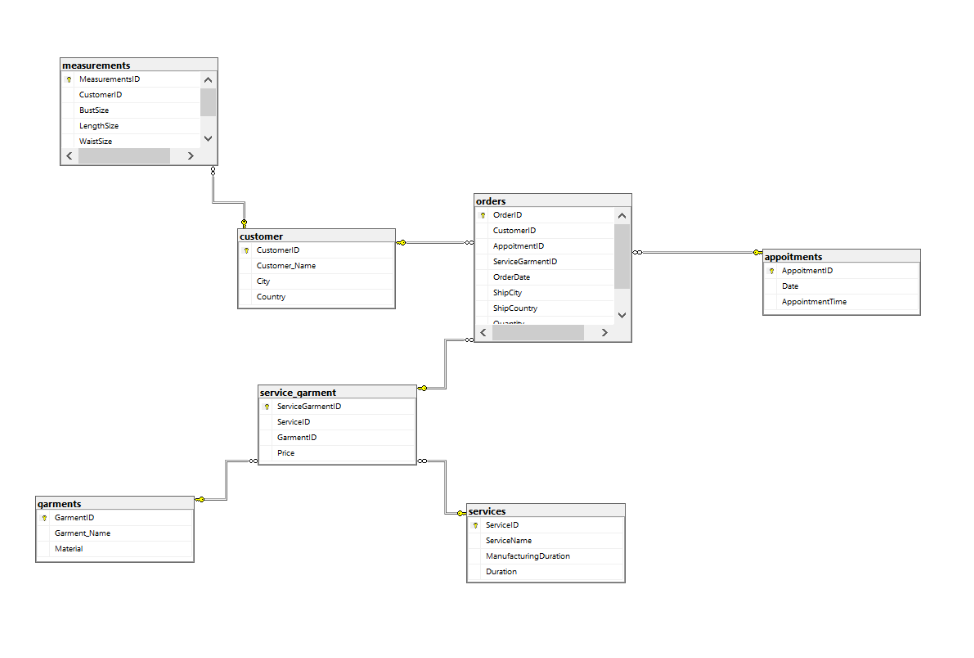 measurements
MeasurementsID
CustomerID
BustSize
LengthSize
WaistSize
customer
CustomerID
Customer_Name
City
Country
orders
OrderID
CustomerID
AppoitmentID
ServiceGarmentID
OrderDate
ShipCity
ShipCountry
Quantity
appoitments
AppoitmentID
Date
AppointmentTime
service_garment
ServiceGarmentID
ServiceID
GarmentID
Price
garments
GarmentID
Garment_Name
Material
services
ServiceID
ServiceName
ManufacturingDuration
Duration